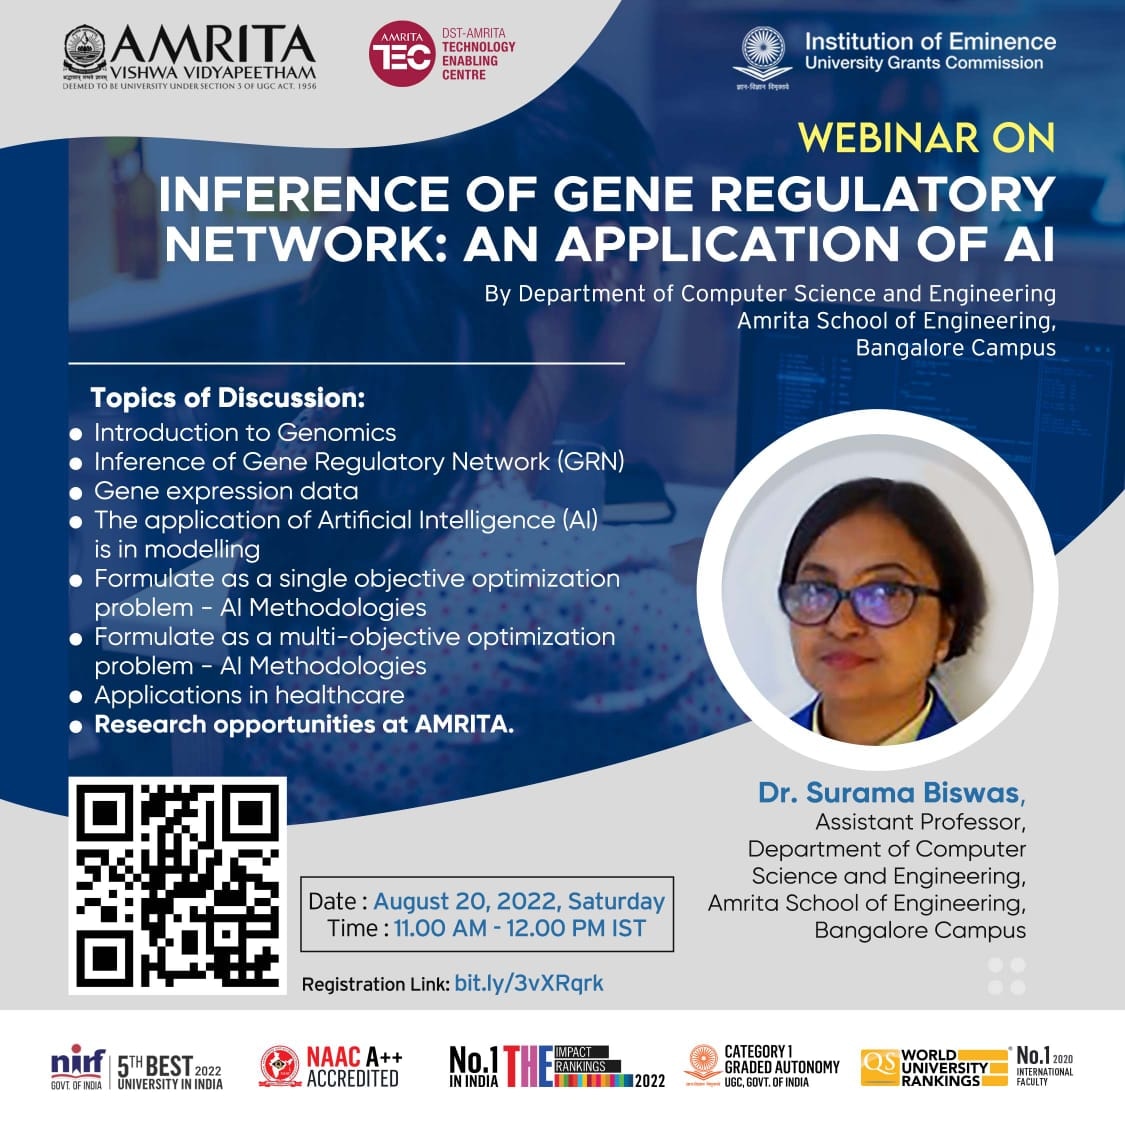 AMRITA
VISHWA VIDYAPEETHAM
DEEMED TO BE UNIVERSITY UNDER SECTION 3 OF UGC ACT. 1956
AMRITA
TEC
DST-AMRITA
TECHNOLOGY
ENABLING
CENTRE
ज्ञान-विज्ञान विमुक्तये
Institution of Eminence
University Grants Commission
WEBINAR ON
INFERENCE OF GENE REGULATORY
NETWORK: AN APPLICATION OF AI
By Department of Computer Science and Engineering
Amrita School of Engineering,
Bangalore Campus
Topics of Discussion:
● Introduction to Genomics
● Inference of Gene Regulatory Network (GRN)
● Gene expression data
● The application of Artificial Intelligence (AI)
is in modelling
● Formulate as a single objective optimization
problem – AI Methodologies
● Formulate as a multi-objective optimization
problem – AI Methodologies
● Applications in healthcare
● Research opportunities at AMRITA.
Dr. Surama Biswas,
Assistant Professor,
Department of Computer
Science and Engineering,
Amrita School of Engineering,
Bangalore Campus
Date : August 20, 2022, Saturday
Time : 11.00 AM - 12.00 PM IST
Registration Link: bit.ly/3vXRqrk
nirf
GOVT. OF INDIA
5TH BEST 2022
UNIVERSITY IN INDIA
NAAC A++
ACCREDITED
No.1
IN INDIA
THE
IMPACT
RANKINGS
2022
CATEGORY 1
GRADED AUTONOMY
UGC, GOVT. OF INDIA
QS
WORLD
UNIVERSITY
RANKINGS
No.1 2020
INTERNATIONAL
FACULTY